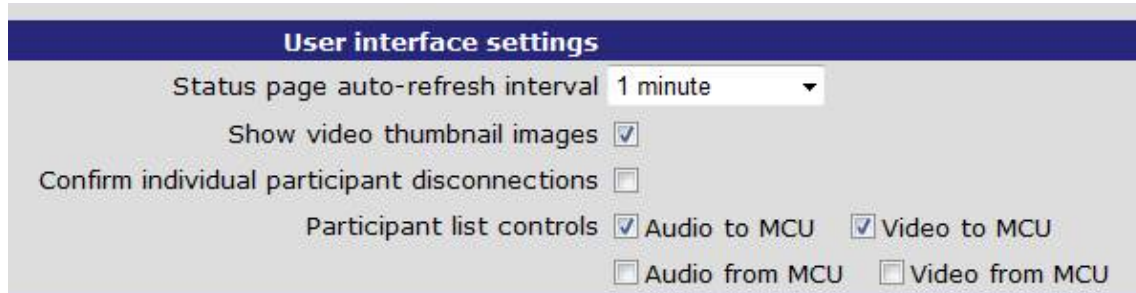 User interface settings
Status page auto-refresh interval 1 minute
Show video thumbnail images
Confirm individual participant disconnections
Participant list controls Audio to MCU Video to MCU
Audio from MCU Video from MCU